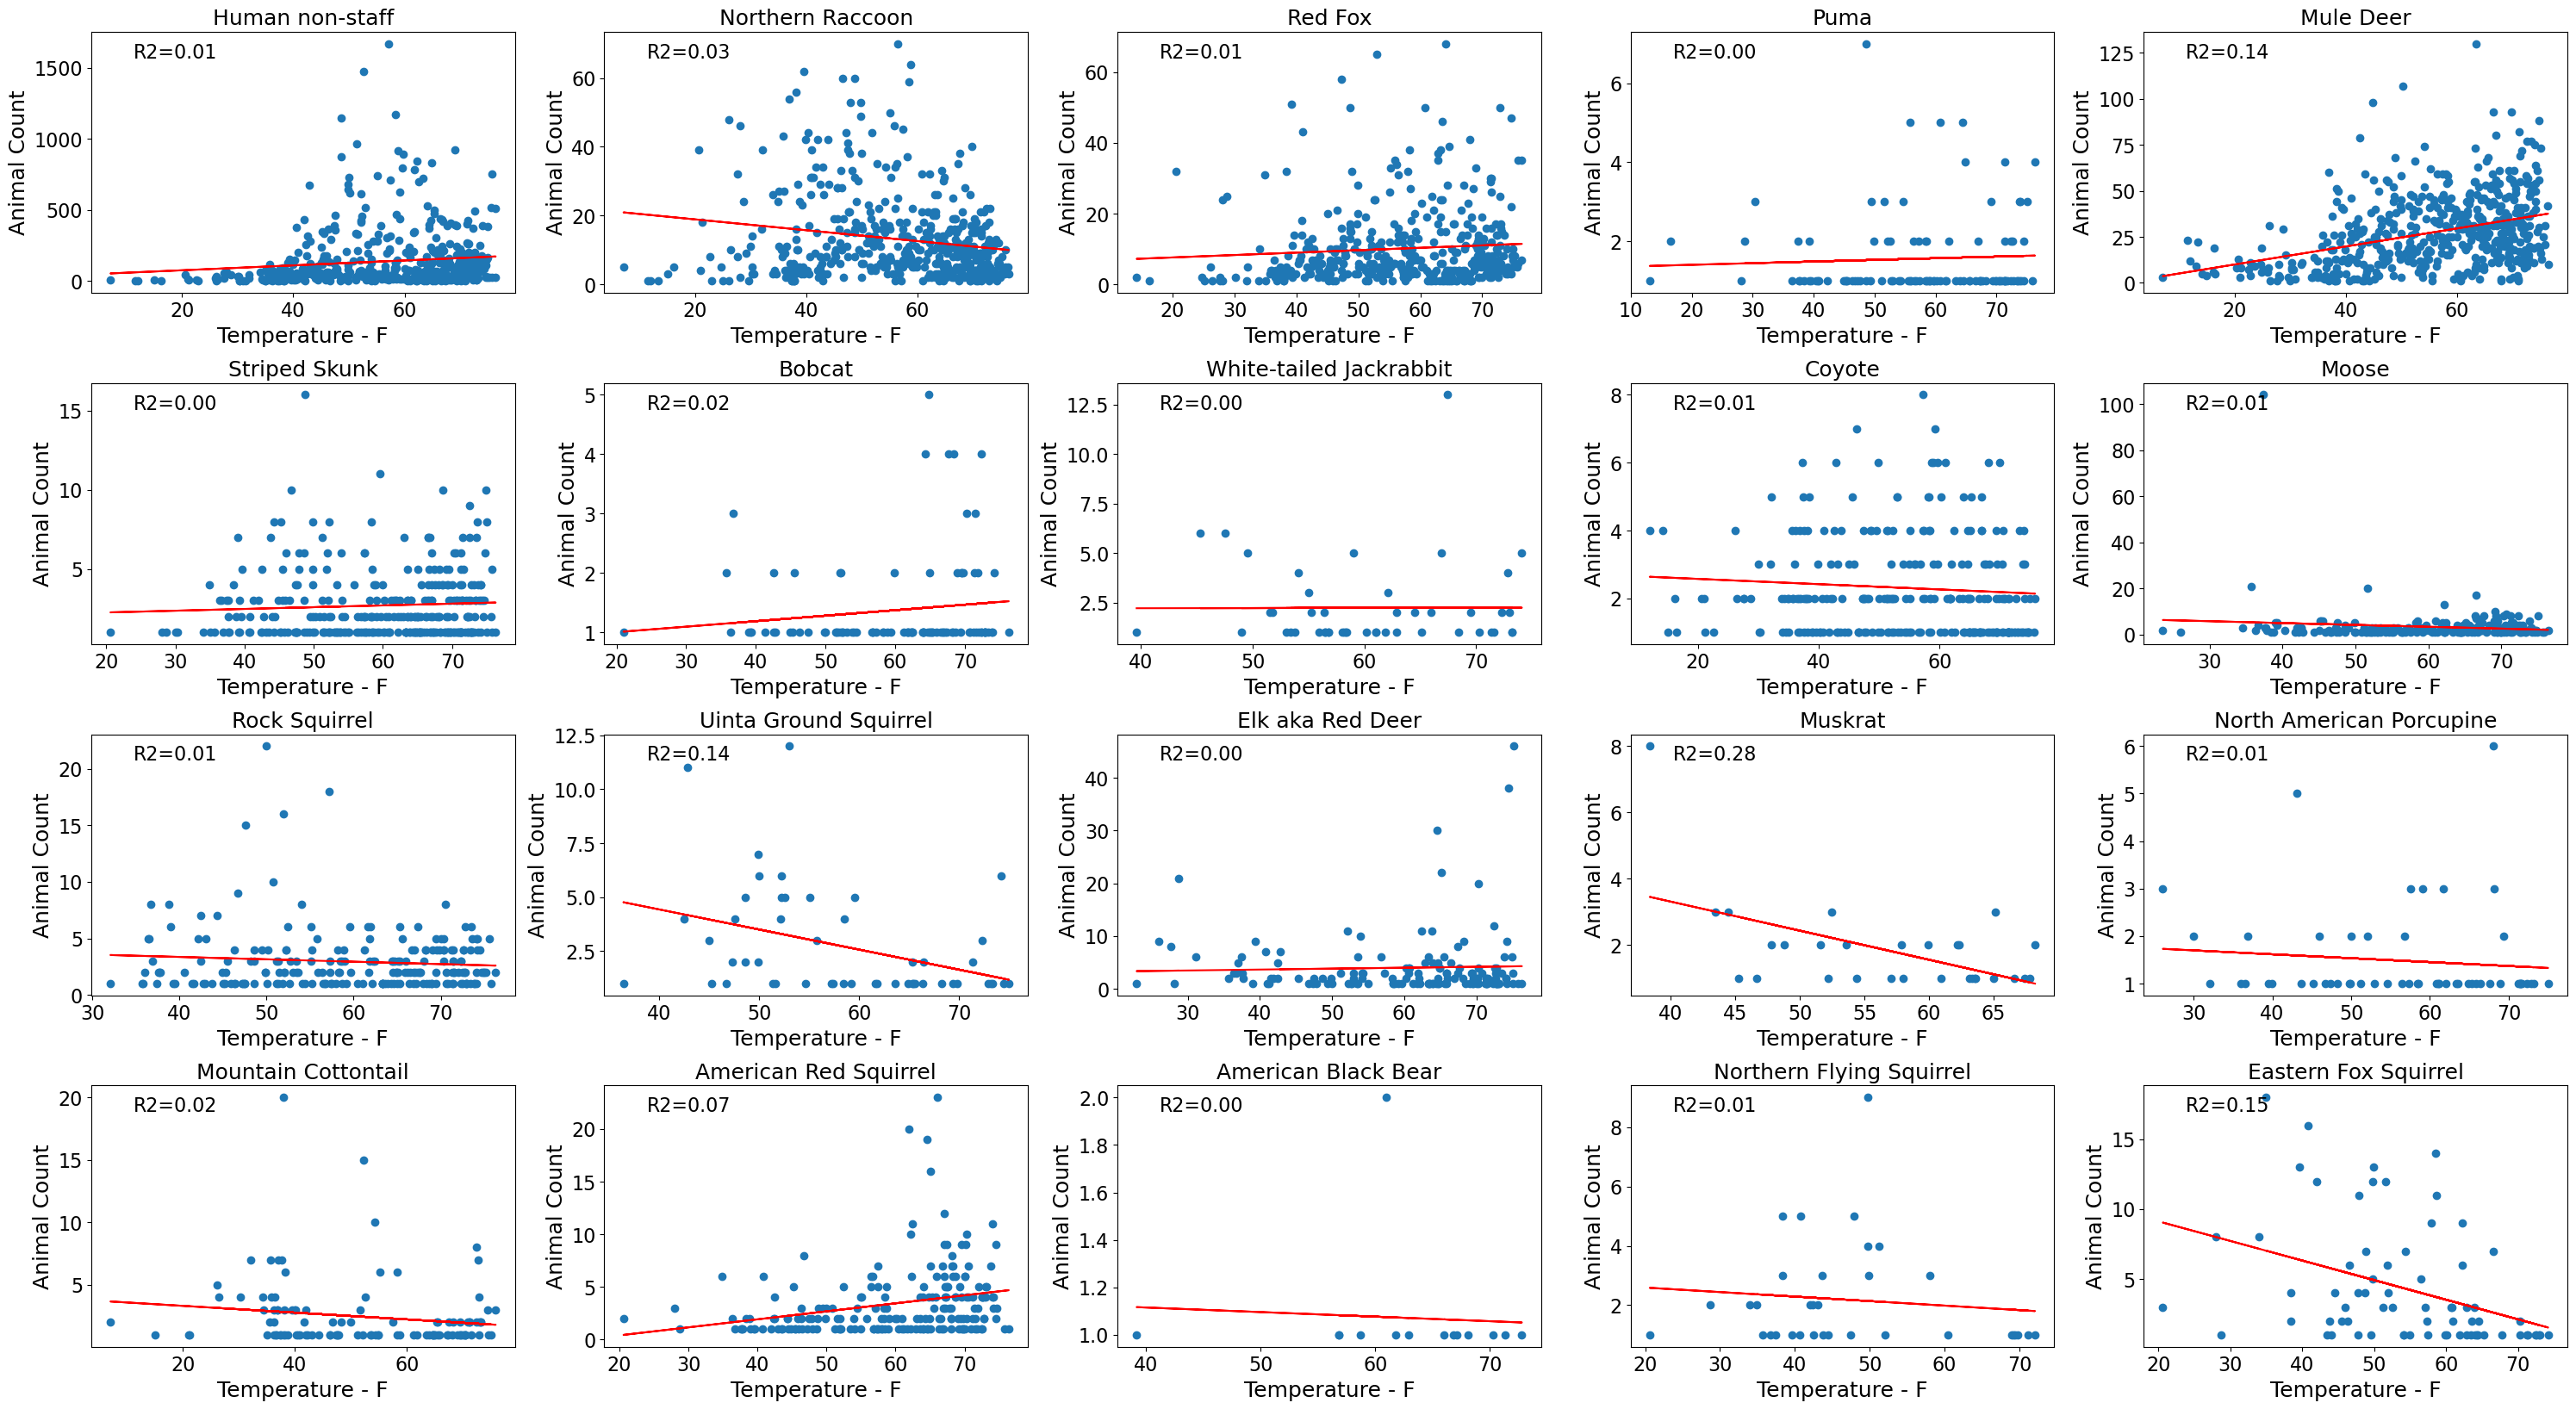 Human non-staff
R2=0.01
Animal Count
1500
1000
500
0
20
40
60
Temperature - F
Northern Raccoon
R2=0.03
Animal Count
60
40
20
0
20
40
60
Temperature - F
Red Fox
R2=0.01
Animal Count
60
40
20
0
20
30
40
50
60
70
Temperature - F
Puma
R2=0.00
Animal Count
6
4
2
10
20
30
40
50
60
70
Temperature - F
Mule Deer
R2=0.14
Animal Count
125
100
75
50
25
0
20
40
60
Temperature - F
Striped Skunk
R2=0.00
Animal Count
15
10
5
20
30
40
50
60
70
Temperature - F
Bobcat
R2=0.02
Animal Count
5
4
3
2
1
20
30
40
50
60
70
Temperature - F
White-tailed Jackrabbit
R2=0.00
Animal Count
12.5
10.0
7.5
5.0
2.5
40
50
60
70
Temperature - F
Coyote
R2=0.01
Animal Count
8
6
4
2
20
40
60
Temperature - F
Moose
R2=0.01
Animal Count
100
80
60
40
20
0
30
40
50
60
70
Temperature - F
Rock Squirrel
R2=0.01
Animal Count
20
15
10
5
0
30
40
50
60
70
Temperature - F
Uinta Ground Squirrel
R2=0.14
Animal Count
12.5
10.0
7.5
5.0
2.5
40
50
60
70
Temperature - F
Elk aka Red Deer
R2=0.00
Animal Count
40
30
20
10
0
30
40
50
60
70
Temperature - F
Muskrat
R2=0.28
Animal Count
8
6
4
2
40
45
50
55
60
65
Temperature - F
North American Porcupine
R2=0.01
Animal Count
6
5
4
3
2
1
30
40
50
60
70
Temperature - F
Mountain Cottontail
R2=0.02
Animal Count
20
15
10
5
20
40
60
Temperature - F
American Red Squirrel
R2=0.07
Animal Count
20
15
10
5
0
20
30
40
50
60
70
Temperature - F
American Black Bear
R2=0.00
Animal Count
2.0
1.8
1.6
1.4
1.2
1.0
40
50
60
70
Temperature - F
Northern Flying Squirrel
R2=0.01
Animal Count
8
6
4
2
20
30
40
50
60
70
Temperature - F
Eastern Fox Squirrel
R2=0.15
Animal Count
15
10
5
20
30
40
50
60
70
Temperature - F